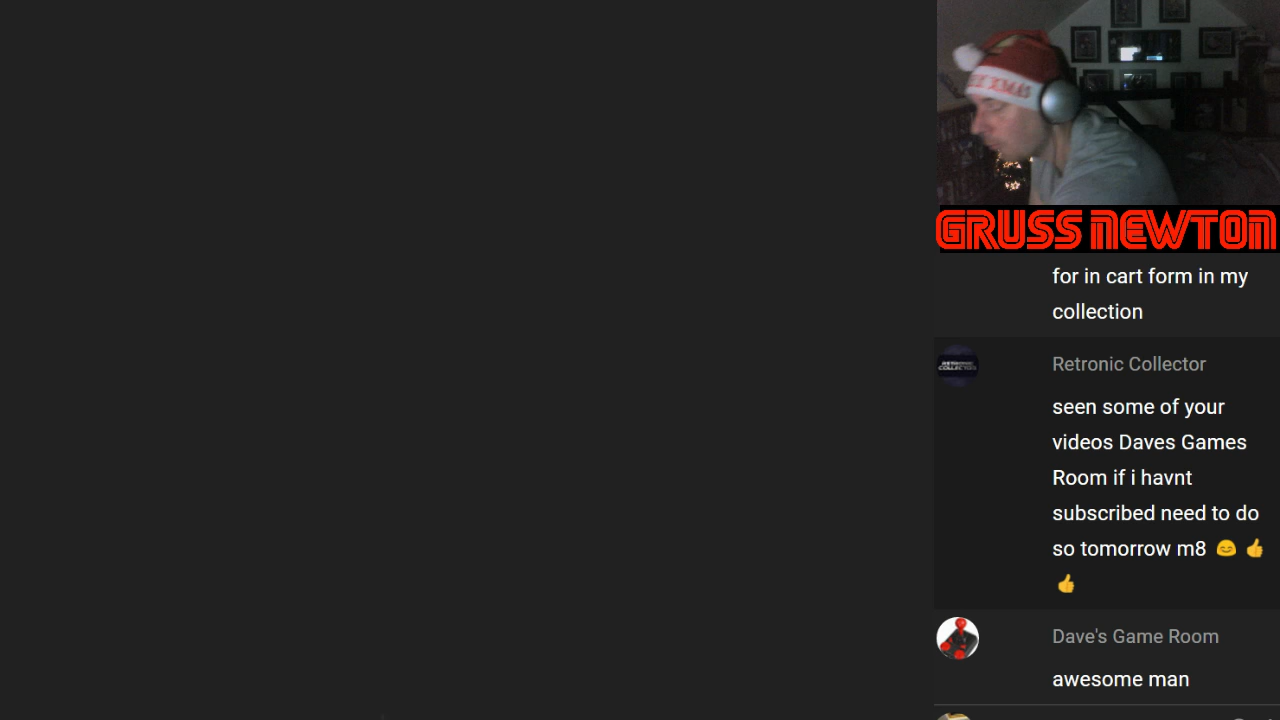 GRUSS NEWTON
for in cart form in my
collection
Retronic Collector
seen some of your
videos Daves Games
Room if i havnt
subscribed need to do
so tomorrow m8 😊 👍
👍
Dave's Game Room
awesome man